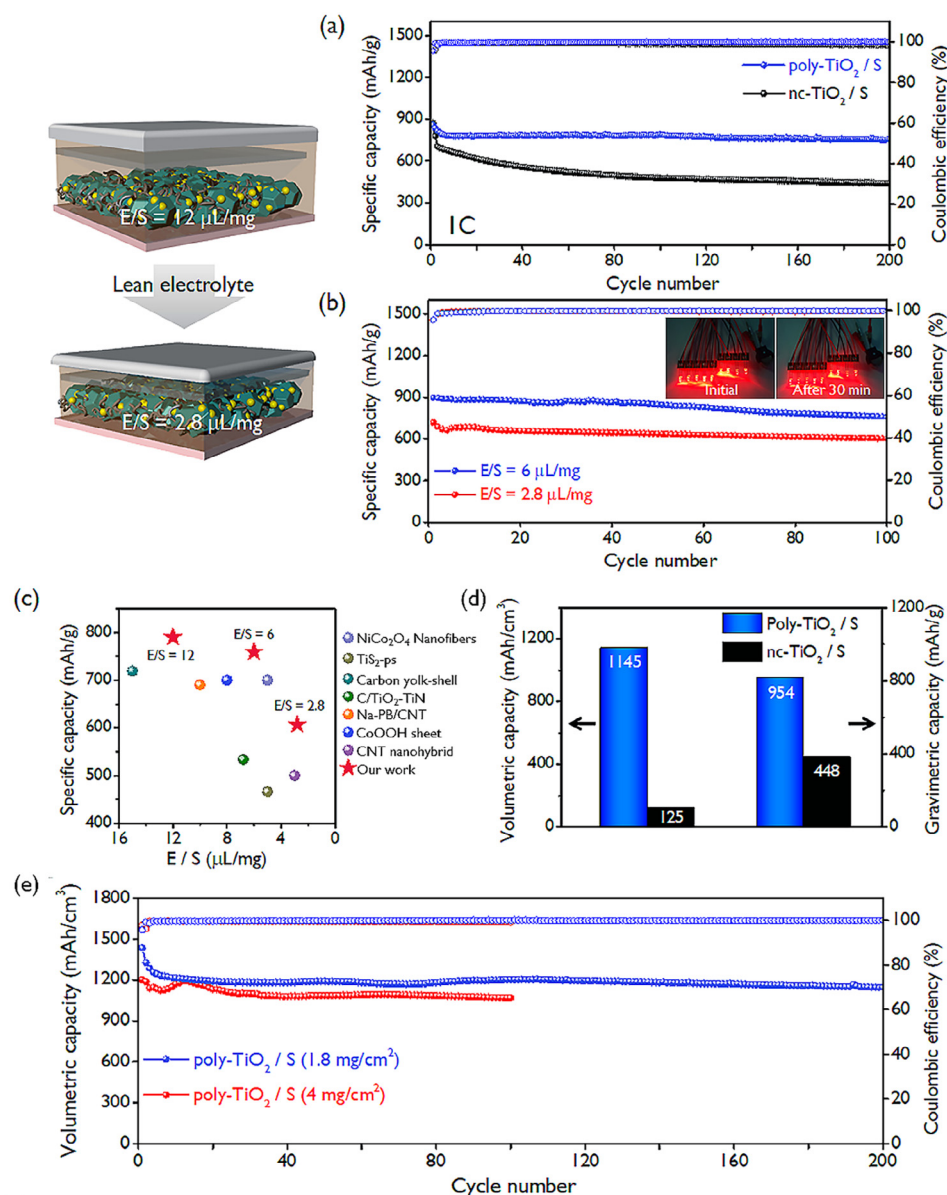 E/S = 12 μL/mg
Lean electrolyte
E/S = 2.8 μL/mg
(a)
Specific capacity (mAh/g)
1500
1200
900
600
300
0
poly-TiO₂ / S
nc-TiO₂ / S
1C
100
80
60
40
20
0
Coulombic efficiency (%)
0 40 80 120 160 200
Cycle number
(b)
Specific capacity (mAh/g)
1500
1200
900
600
300
0
Initial
After 30 min
E/S = 6 μL/mg
E/S = 2.8 μL/mg
100
80
60
40
20
0
Coulombic efficiency (%)
0 20 40 60 80 100
Cycle number
(c)
Specific capacity (mAh/g)
800
700
600
500
400
E/S = 12
E/S = 6
E/S = 2.8
16 12 8 4 0
E / S (μL/mg)
NiCo₂O₄ Nanofibers
TiS₂-ps
Carbon yolk-shell
C/TiO₂-TiN
Na-PB/CNT
CoOOH sheet
CNT nanohybrid
Our work
(d)
Volumetric capacity (mAh/cm³)
1200
800
400
0
Poly-TiO₂ / S
nc-TiO₂ / S
1145
125
954
448
1200
800
400
0
Gravimetric capacity (mAh/g)
(e)
Volumetric capacity (mAh/cm³)
1800
1500
1200
900
600
300
0
poly-TiO₂ / S (1.8 mg/cm²)
poly-TiO₂ / S (4 mg/cm²)
100
80
60
40
20
0
Coulombic efficiency (%)
0 40 80 120 160 200
Cycle number